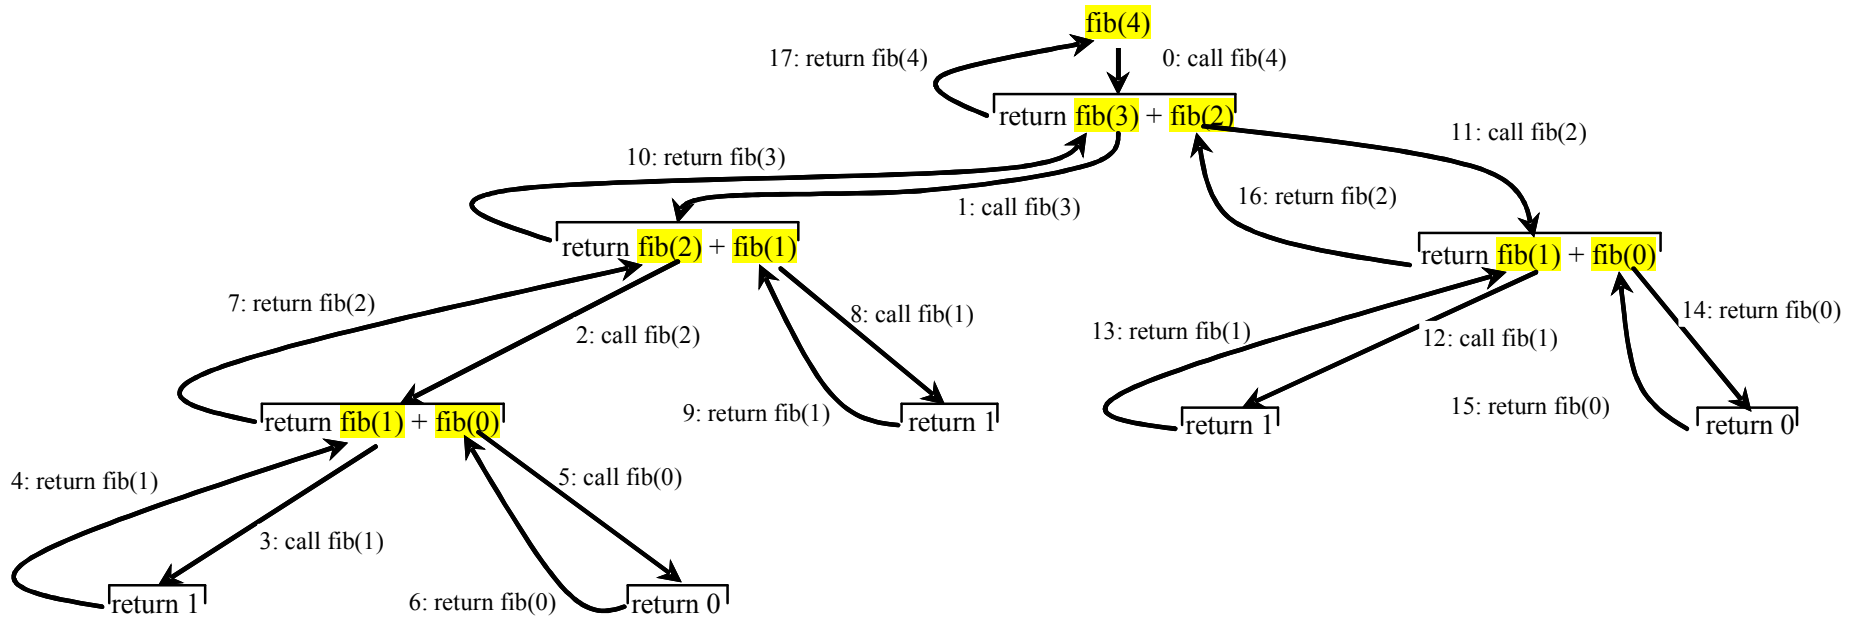 fib(4)
17: return fib(4)
0: call fib(4)
return fib(3) + fib(2)
11: call fib(2)
10: return fib(3)
16: return fib(2)
1: call fib(3)
return fib(2) + fib(1)
return fib(1) + fib(0)
7: return fib(2)
8: call fib(1)
14: return fib(0)
2: call fib(2)
13: return fib(1)
12: call fib(1)
9: return fib(1)
15: return fib(0)
return fib(1) + fib(0)
return 1
return 1
return 0
4: return fib(1)
5: call fib(0)
3: call fib(1)
6: return fib(0)
return 1
return 0